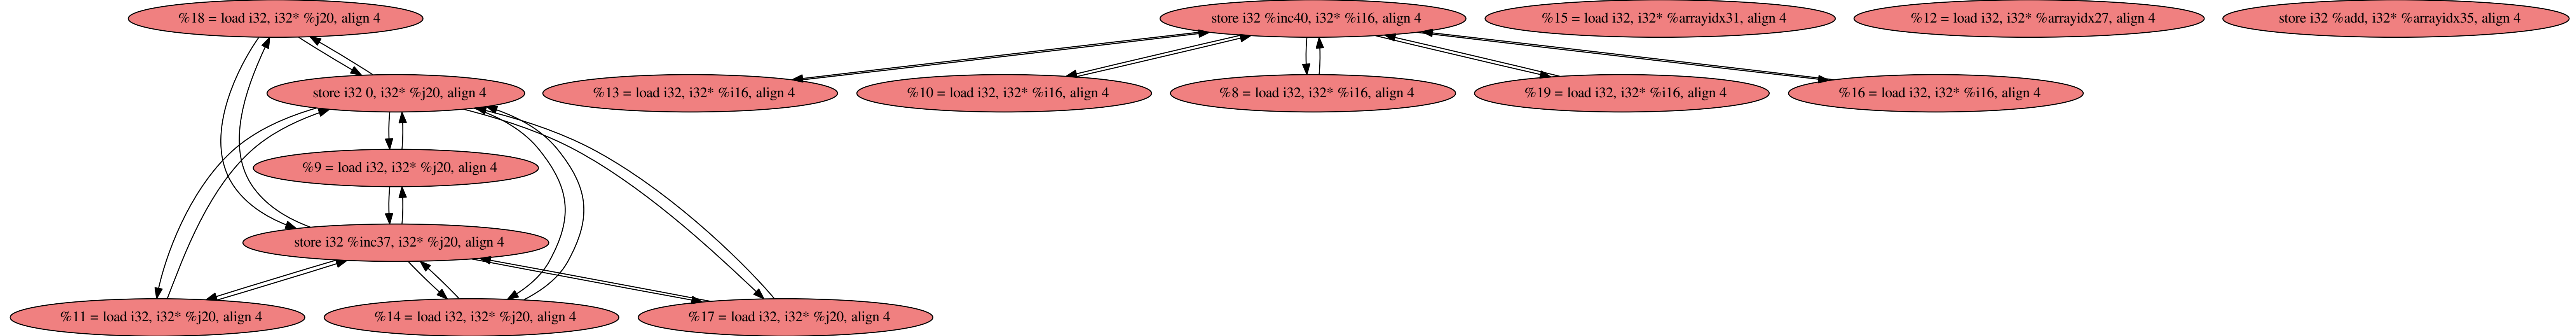 %18 = load i32, i32* %j20, align 4
store i32 %inc40, i32* %i16, align 4
%15 = load i32, i32* %arrayidx31, align 4
%12 = load i32, i32* %arrayidx27, align 4
store i32 %add, i32* %arrayidx35, align 4
store i32 0, i32* %j20, align 4
%13 = load i32, i32* %i16, align 4
%10 = load i32, i32* %i16, align 4
%8 = load i32, i32* %i16, align 4
%19 = load i32, i32* %i16, align 4
%16 = load i32, i32* %i16, align 4
%9 = load i32, i32* %j20, align 4
store i32 %inc37, i32* %j20, align 4
%11 = load i32, i32* %j20, align 4
%14 = load i32, i32* %j20, align 4
%17 = load i32, i32* %j20, align 4